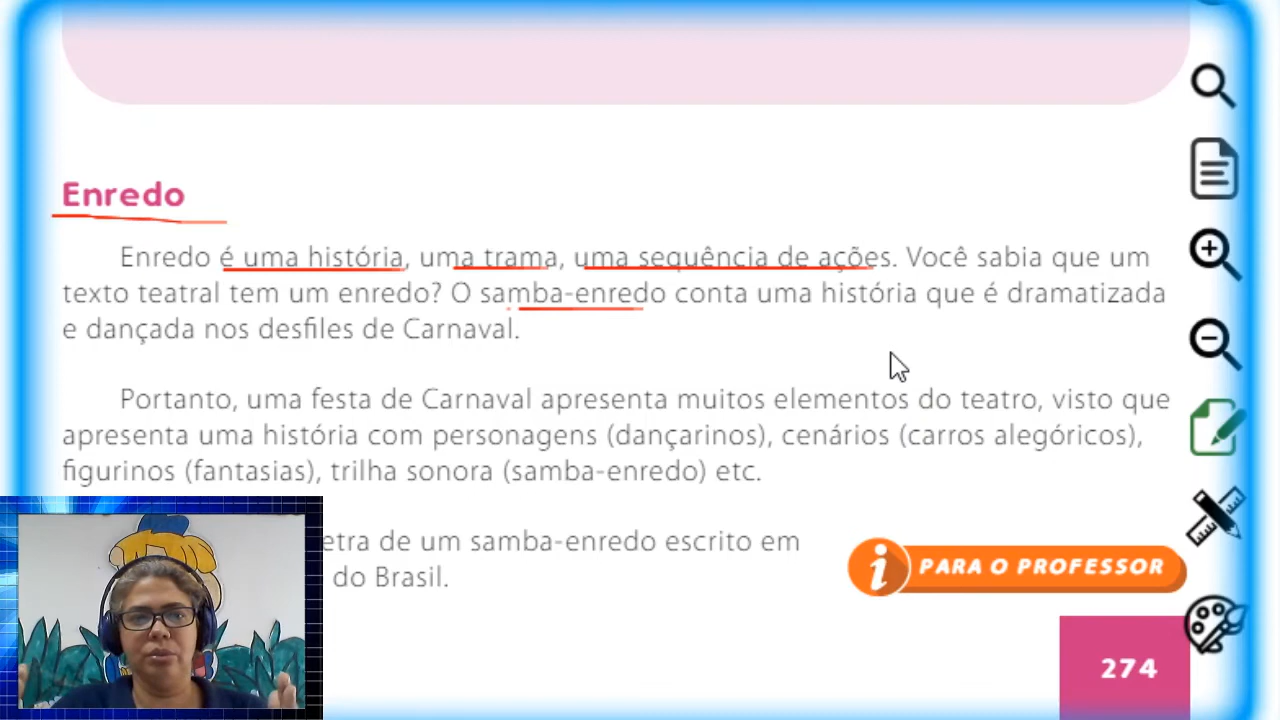 Enredo
Enredo é uma história, uma trama, uma sequência de ações. Você sabia que um
texto teatral tem um enredo? O samba-enredo conta uma história que é dramatizada
e dançada nos desfiles de Carnaval.
Portanto, uma festa de Carnaval apresenta muitos elementos do teatro, visto que
apresenta uma história com personagens (dançarinos), cenários (carros alegóricos),
figurinos (fantasias), trilha sonora (samba-enredo) etc.
de um samba-enredo escrito em
do Brasil.
i PARA O PROFESSOR
274